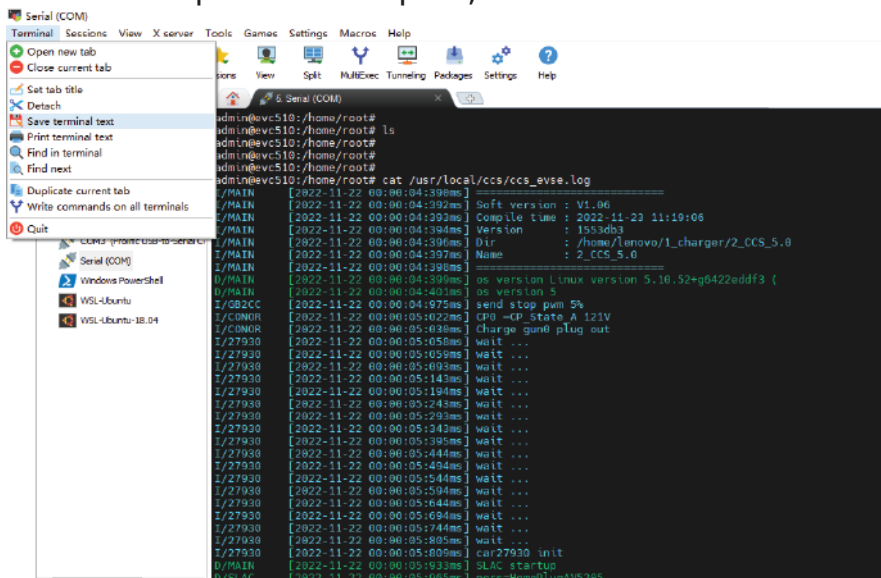 Serial (COM)
Terminal Sessions View X server Tools Games Settings Macros Help
Open new tab
Close current tab
Set tab title
Detach
Save terminal text
Print terminal text
Find in terminal
Find next
Duplicate current tab
Write commands on all terminals
Quit
sions View Split MultiExec Tunneling Packages Settings Help
6. Serial (COM)
COM3 (Prolific USB-to-Serial C
Serial (COM)
Windows PowerShell
WSL-Ubuntu
WSL-Ubuntu-18.04
admin@evc510:/home/root#
admin@evc510:/home/root# ls
admin@evc510:/home/root#
admin@evc510:/home/root#
admin@evc510:/home/root# cat /usr/local/ccs/ccs_evse.log
I/MAIN [2022-11-22 00:00:04:390ms] ==========================
I/MAIN [2022-11-22 00:00:04:392ms] Soft version : V1.06
I/MAIN [2022-11-22 00:00:04:393ms] Compile time : 2022-11-23 11:19:06
I/MAIN [2022-11-22 00:00:04:394ms] Version : 1553db3
I/MAIN [2022-11-22 00:00:04:396ms] Dir : /home/lenovo/1_charger/2_CCS_5.0
I/MAIN [2022-11-22 00:00:04:397ms] Name : 2_CCS_5.0
I/MAIN [2022-11-22 00:00:04:398ms] ==========================
D/MAIN [2022-11-22 00:00:04:399ms] os version Linux version 5.10.52+g6422eddf3 (
D/MAIN [2022-11-22 00:00:04:401ms] os version 5
I/GB2CC [2022-11-22 00:00:04:975ms] send stop pwm 5%
I/CONOR [2022-11-22 00:00:05:022ms] CP0 =CP_State_A 121V
I/CONOR [2022-11-22 00:00:05:030ms] Charge gun0 plug out
I/27930 [2022-11-22 00:00:05:058ms] wait ...
I/27930 [2022-11-22 00:00:05:059ms] wait ...
I/27930 [2022-11-22 00:00:05:093ms] wait ...
I/27930 [2022-11-22 00:00:05:143ms] wait ...
I/27930 [2022-11-22 00:00:05:194ms] wait ...
I/27930 [2022-11-22 00:00:05:243ms] wait ...
I/27930 [2022-11-22 00:00:05:293ms] wait ...
I/27930 [2022-11-22 00:00:05:343ms] wait ...
I/27930 [2022-11-22 00:00:05:395ms] wait ...
I/27930 [2022-11-22 00:00:05:444ms] wait ...
I/27930 [2022-11-22 00:00:05:494ms] wait ...
I/27930 [2022-11-22 00:00:05:544ms] wait ...
I/27930 [2022-11-22 00:00:05:594ms] wait ...
I/27930 [2022-11-22 00:00:05:644ms] wait ...
I/27930 [2022-11-22 00:00:05:694ms] wait ...
I/27930 [2022-11-22 00:00:05:744ms] wait ...
I/27930 [2022-11-22 00:00:05:805ms] wait ...
I/27930 [2022-11-22 00:00:05:809ms] car27930 init
D/MAIN [2022-11-22 00:00:05:933ms] SLAC startup